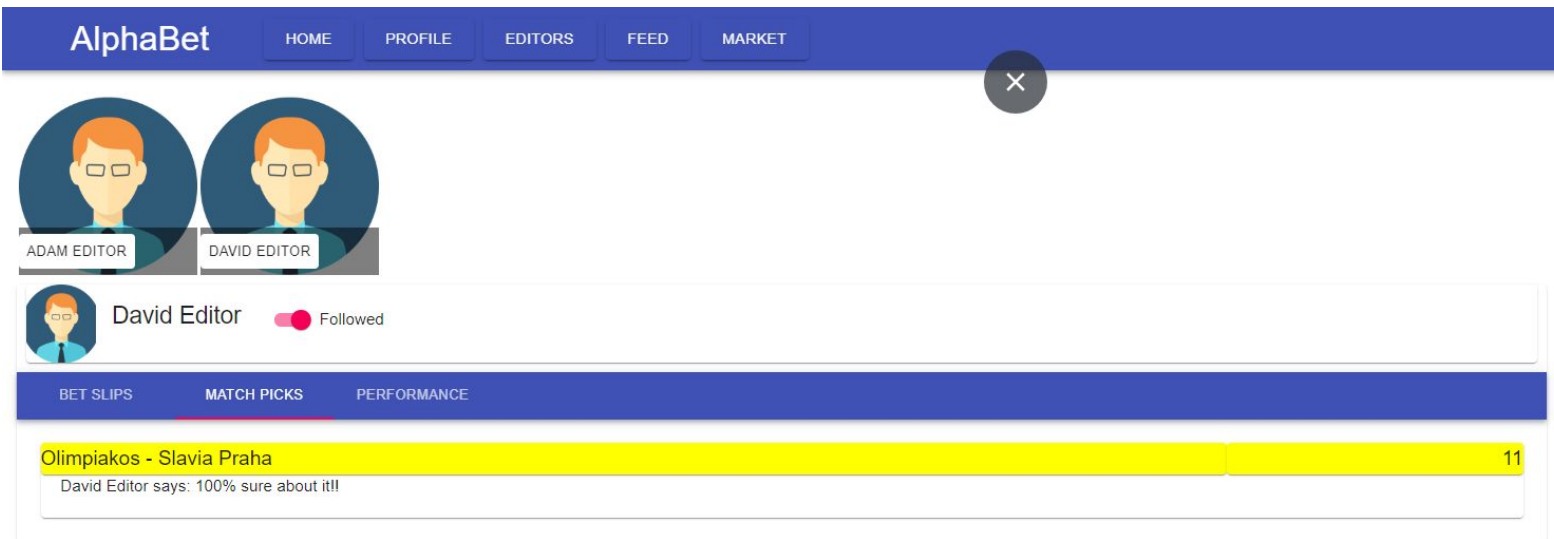 AlphaBet HOME PROFILE EDITORS FEED MARKET
ADAM EDITOR DAVID EDITOR
David Editor Followed
BET SLIPS MATCH PICKS PERFORMANCE
Olimpiakos - Slavia Praha 11
David Editor says: 100% sure about it!!